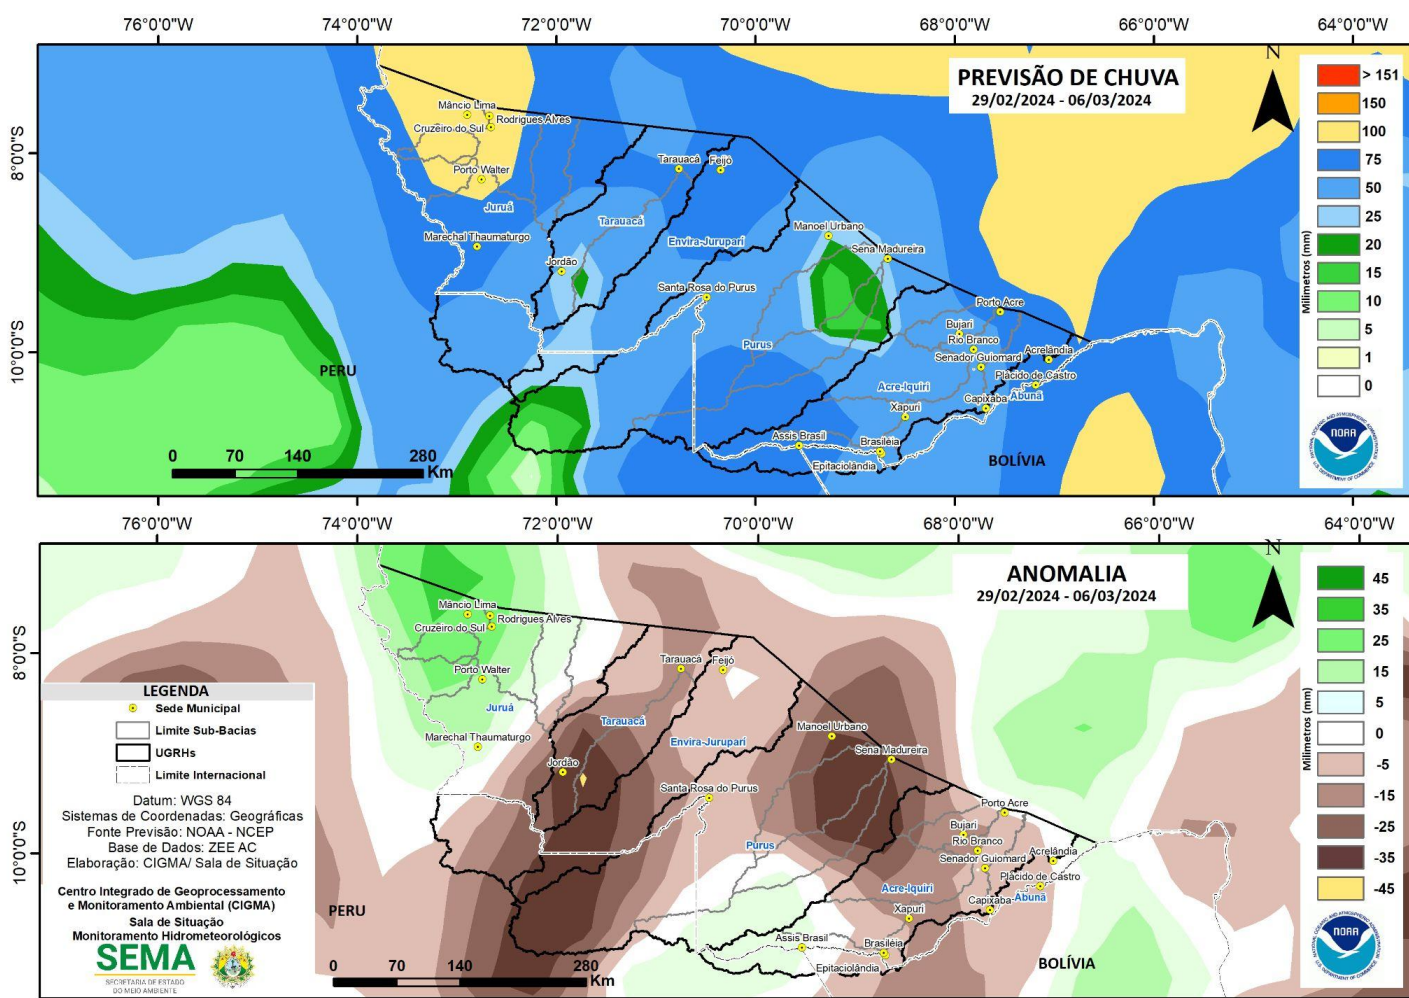 76°0'0"W 74°0'0"W 72°0'0"W 70°0'0"W 68°0'0"W 66°0'0"W 64°0'0"W
8°0'0"S
10°0'0"S
PREVISÃO DE CHUVA
29/02/2024 - 06/03/2024
N
Milímetros (mm)
> 151
150
100
75
50
25
20
15
10
5
1
0
NOAA
Mâncio Lima
Rodrigues Alves
Cruzeiro do Sul
Porto Walter
Juruá
Marechal Thaumaturgo
Tarauacá
Feijó
Tarauacá
Envira-Jurupari
Jordão
Santa Rosa do Purus
Manoel Urbano
Sena Madureira
Purus
Porto Acre
Bujari
Rio Branco
Senador Guiomard
Acrelândia
Plácido de Castro
Acre-Iquiri
Capixaba
Abunã
Xapuri
Assis Brasil
Brasiléia
Epitaciolândia
PERU
BOLÍVIA
0 70 140 280
Km
76°0'0"W 74°0'0"W 72°0'0"W 70°0'0"W 68°0'0"W 66°0'0"W 64°0'0"W
8°0'0"S
10°0'0"S
ANOMALIA
29/02/2024 - 06/03/2024
N
Milímetros (mm)
45
35
25
15
5
0
-5
-15
-25
-35
-45
NOAA
Mâncio Lima
Rodrigues Alves
Cruzeiro do Sul
Porto Walter
Juruá
Marechal Thaumaturgo
Tarauacá
Feijó
Tarauacá
Envira-Jurupari
Jordão
Santa Rosa do Purus
Manoel Urbano
Sena Madureira
Purus
Porto Acre
Bujari
Rio Branco
Senador Guiomard
Acrelândia
Plácido de Castro
Acre-Iquiri
Capixaba
Abunã
Xapuri
Assis Brasil
Brasiléia
Epitaciolândia
PERU
BOLÍVIA
0 70 140 280
Km
LEGENDA
Sede Municipal
Limite Sub-Bacias
UGRHs
Limite Internacional
Datum: WGS 84
Sistemas de Coordenadas: Geográficas
Fonte Previsão: NOAA - NCEP
Base de Dados: ZEE AC
Elaboração: CIGMA/ Sala de Situação
Centro Integrado de Geoprocessamento
e Monitoramento Ambiental (CIGMA)
Sala de Situação
Monitoramento Hidrometeorológicos
SEMA
SECRETARIA DE ESTADO
DO MEIO AMBIENTE